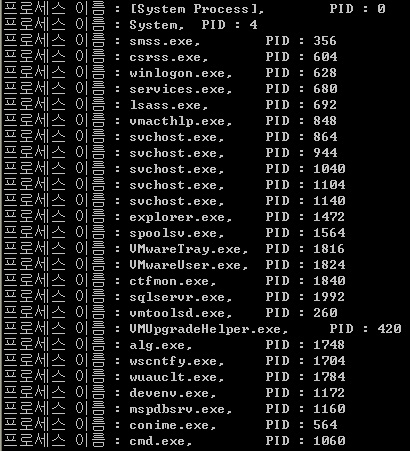 프로세스 이름 : [System Process], PID : 0
프로세스 이름 : System, PID : 4
프로세스 이름 : smss.exe, PID : 356
프로세스 이름 : csrss.exe, PID : 604
프로세스 이름 : winlogon.exe, PID : 628
프로세스 이름 : services.exe, PID : 680
프로세스 이름 : lsass.exe, PID : 692
프로세스 이름 : vmacthlp.exe, PID : 848
프로세스 이름 : svchost.exe, PID : 864
프로세스 이름 : svchost.exe, PID : 944
프로세스 이름 : svchost.exe, PID : 1040
프로세스 이름 : svchost.exe, PID : 1104
프로세스 이름 : svchost.exe, PID : 1140
프로세스 이름 : explorer.exe, PID : 1472
프로세스 이름 : spoolsv.exe, PID : 1564
프로세스 이름 : VMwareTray.exe, PID : 1816
프로세스 이름 : VMwareUser.exe, PID : 1824
프로세스 이름 : ctfmon.exe, PID : 1840
프로세스 이름 : sqlservr.exe, PID : 1992
프로세스 이름 : vmtoolsd.exe, PID : 260
프로세스 이름 : VMUpgradeHelper.exe, PID : 420
프로세스 이름 : alg.exe, PID : 1748
프로세스 이름 : wscntfy.exe, PID : 1704
프로세스 이름 : wuauclt.exe, PID : 1784
프로세스 이름 : devenv.exe, PID : 1172
프로세스 이름 : mspdbsrv.exe, PID : 1160
프로세스 이름 : conime.exe, PID : 564
프로세스 이름 : cmd.exe, PID : 1060